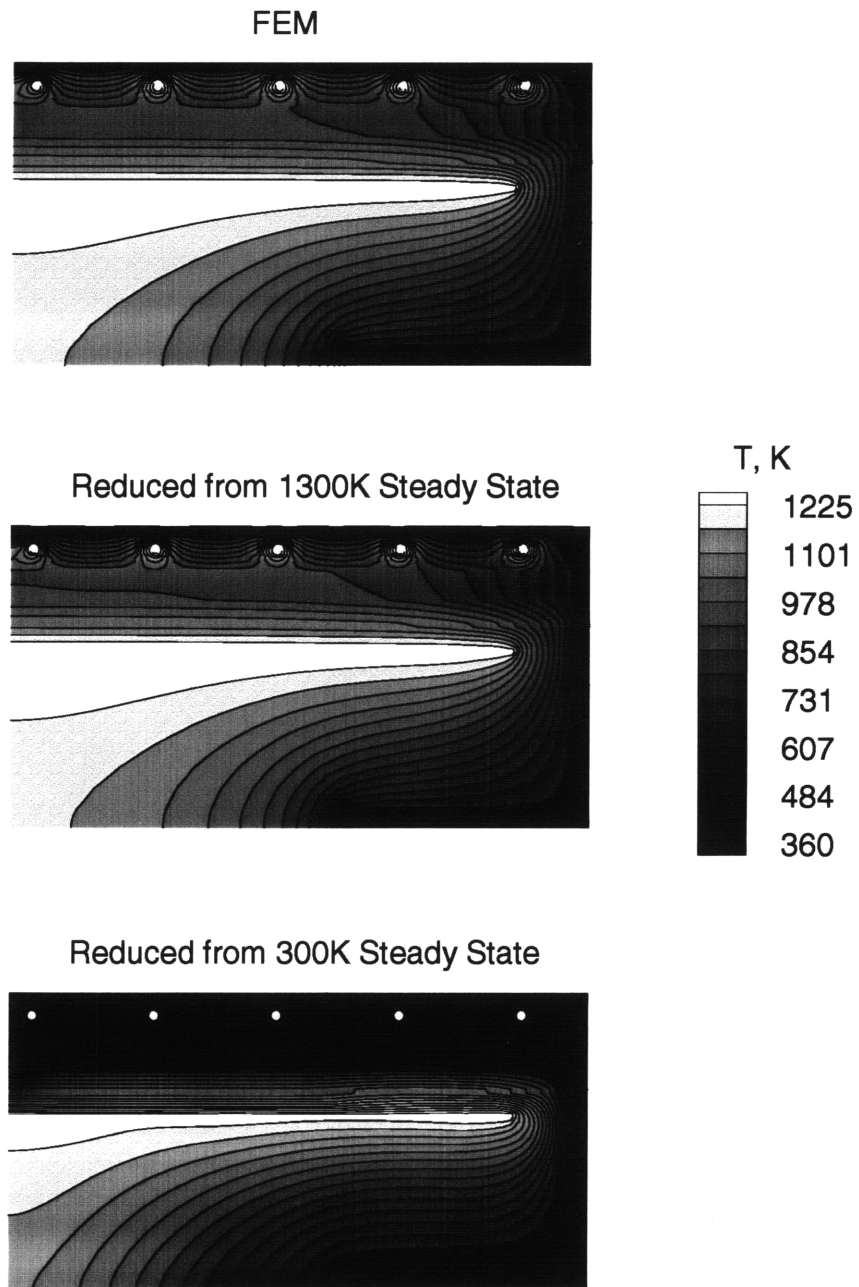 FEM
Reduced from 1300K Steady State
T, K
1225
1101
978
854
731
607
484
360
Reduced from 300K Steady State